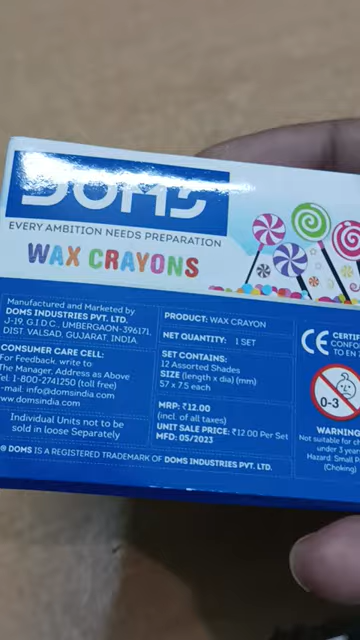 DOMS
EVERY AMBITION NEEDS PREPARATION
WAX CRAYONS
Manufactured and Marketed by
DOMS INDUSTRIES PVT. LTD.
J-19, G.I.D.C., UMBERGAON-396171,
DIST. VALSAD, GUJARAT, INDIA
CONSUMER CARE CELL:
For Feedback, write to
The Manager, Address as Above
Tel: 1-800-2741250 (toll free)
-mail: info@domsindia.com
www.domsindia.com
Individual Units not to be
sold in loose Separately
PRODUCT: WAX CRAYON
NET QUANTITY: 1 SET
SET CONTAINS:
12 Assorted Shades
SIZE (length x dia) (mm)
57 x 7.5 each
MRP: ₹12.00
(incl. of all taxes)
UNIT SALE PRICE: ₹12.00 Per Set
MFD: 05/2023
CE CERTIF
CONFO
TO EN
0-3
WARNING
Not suitable for ch
under 3 years
Hazard Small P
(Choking)
® DOMS IS A REGISTERED TRADEMARK OF DOMS INDUSTRIES PVT. LTD.